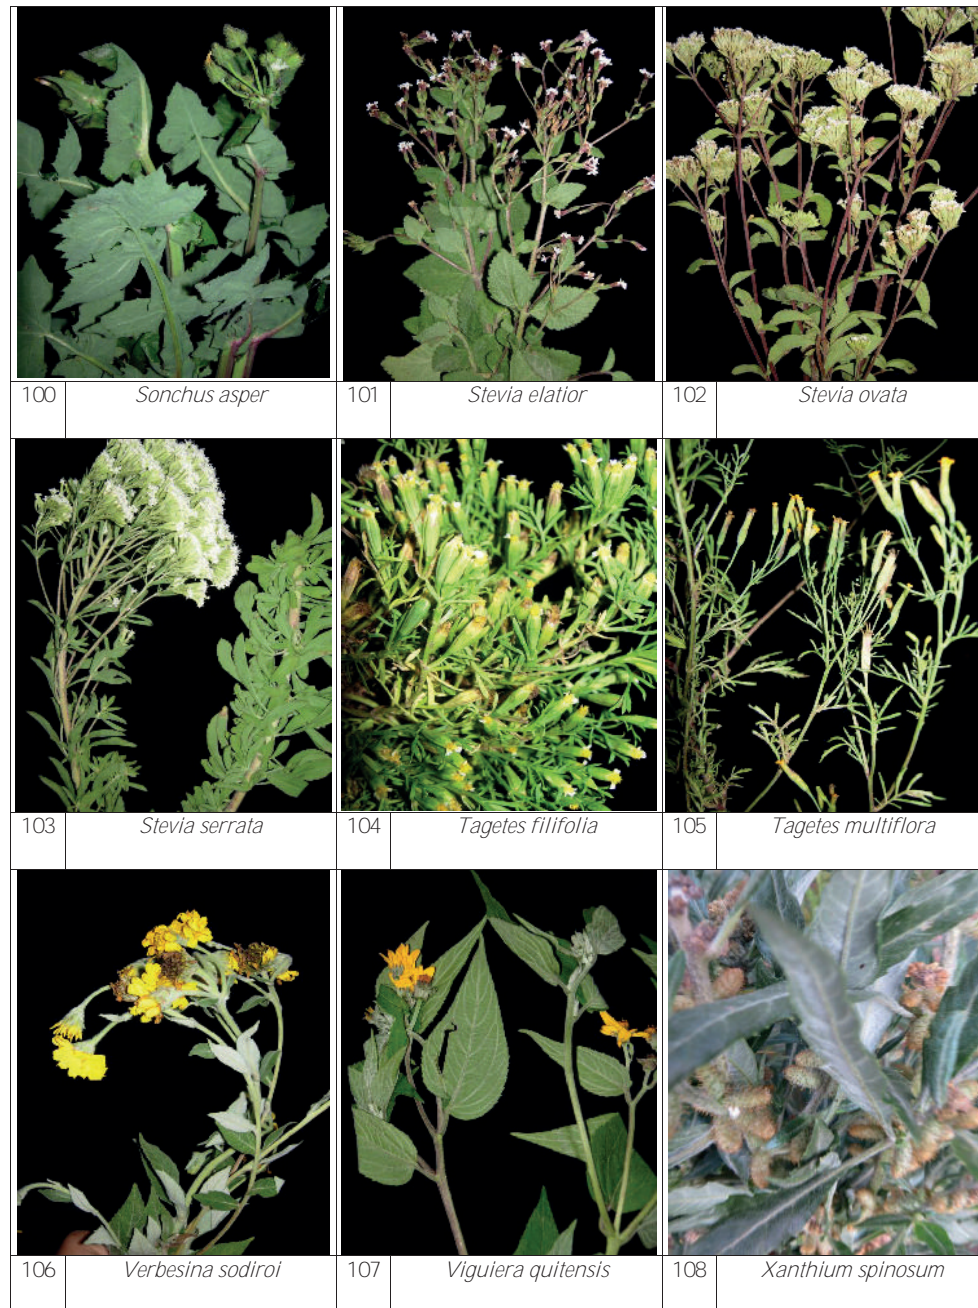 100 Sonchus asper 101 Stevia elatior 102 Stevia ovata
103 Stevia serrata 104 Tagetes filifolia 105 Tagetes multiflora
106 Verbesina sodiroi 107 Viguiera quitensis 108 Xanthium spinosum